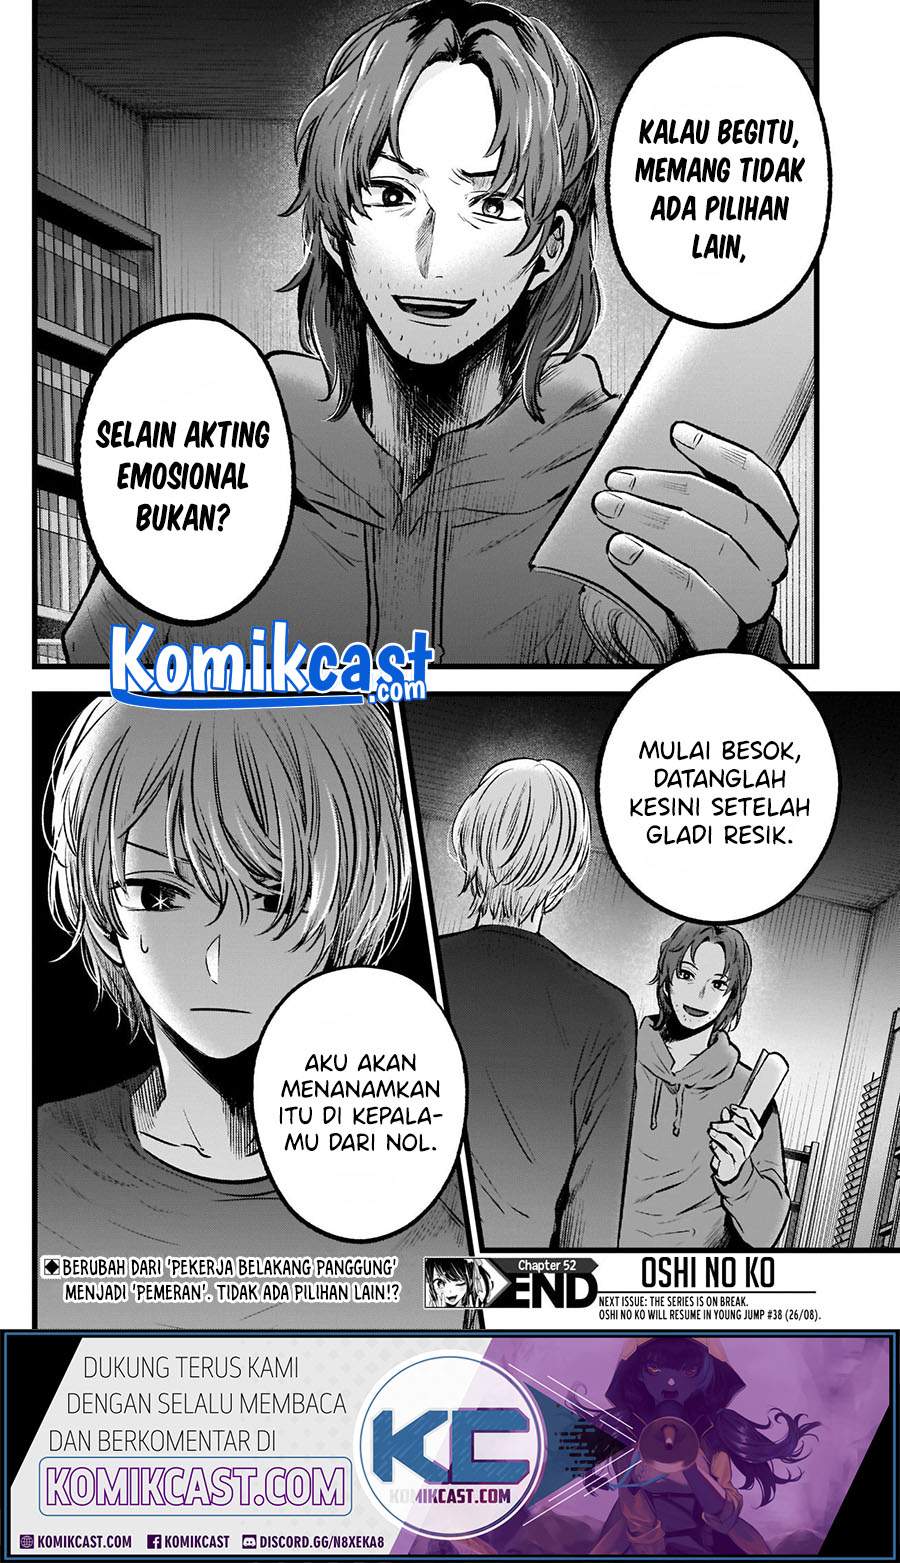 KALAU BEGITU,
MEMANG TIDAK
ADA PILIHAN
LAIN,
SELAIN AKTING
EMOSIONAL
BUKAN?
Komikcast
.com
MULAI BESOK,
DATANGLAH
KESINI SETELAH
GLADI RESIK.
AKU AKAN
MENANAMKAN
ITU DI KEPALA-
MU DARI NOL.
BERUBAH DARI 'PEKERJA BELAKANG PANGGUNG'
MENJADI 'PEMERAN'. TIDAK ADA PILIHAN LAIN!?
Chapter 52
END
OSHI NO KO
NEXT ISSUE: THE SERIES IS ON BREAK.
OSHI NO KO WILL RESUME IN YOUNG JUMP #38 (26/08).
DUKUNG TERUS KAMI
DENGAN SELALU MEMBACA
DAN BERKOMENTAR DI
KOMIKCAST.COM
KC
KOMIKCAST.COM
KOMIKCAST.COM KOMIKCAST DISCORD.GG/N8XEKA8